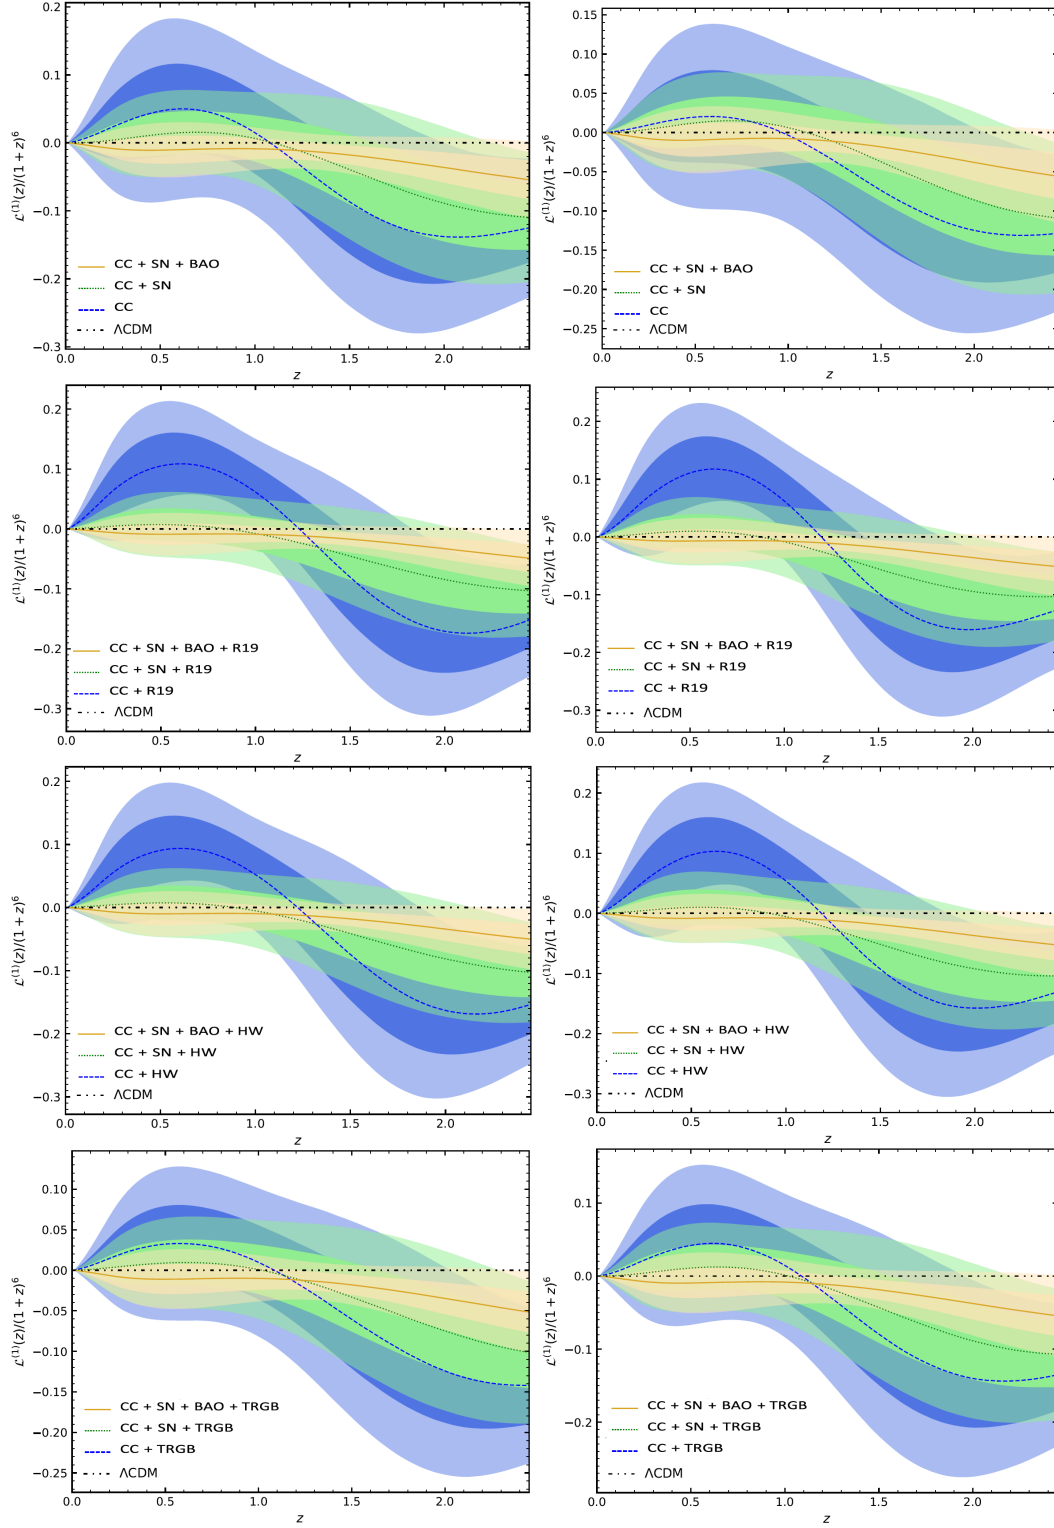 0.2
0.1
0.0
−0.1
−0.2
−0.3
ℒ⁽¹⁾(z)/(1 + z)⁶
CC + SN + BAO
CC + SN
CC
ΛCDM
0.0 0.5 1.0 1.5 2.0
z
0.15
0.10
0.05
0.00
−0.05
−0.10
−0.15
−0.20
−0.25
ℒ⁽¹⁾(z)/(1 + z)⁶
CC + SN + BAO
CC + SN
CC
ΛCDM
0.0 0.5 1.0 1.5 2.0
z
0.2
0.1
0.0
−0.1
−0.2
−0.3
ℒ⁽¹⁾(z)/(1 + z)⁶
CC + SN + BAO + R19
CC + SN + R19
CC + R19
ΛCDM
0.0 0.5 1.0 1.5 2.0
z
0.2
0.1
0.0
−0.1
−0.2
−0.3
ℒ⁽¹⁾(z)/(1 + z)⁶
CC + SN + BAO + R19
CC + SN + R19
CC + R19
ΛCDM
0.0 0.5 1.0 1.5 2.0
z
0.2
0.1
0.0
−0.1
−0.2
−0.3
ℒ⁽¹⁾(z)/(1 + z)⁶
CC + SN + BAO + HW
CC + SN + HW
CC + HW
ΛCDM
0.0 0.5 1.0 1.5 2.0
z
0.2
0.1
0.0
−0.1
−0.2
−0.3
ℒ⁽¹⁾(z)/(1 + z)⁶
CC + SN + BAO + HW
CC + SN + HW
CC + HW
ΛCDM
0.0 0.5 1.0 1.5 2.0
z
0.10
0.05
0.00
−0.05
−0.10
−0.15
−0.20
−0.25
ℒ⁽¹⁾(z)/(1 + z)⁶
CC + SN + BAO + TRGB
CC + SN + TRGB
CC + TRGB
ΛCDM
0.0 0.5 1.0 1.5 2.0
z
0.1
0.0
−0.1
−0.2
ℒ⁽¹⁾(z)/(1 + z)⁶
CC + SN + BAO + TRGB
CC + SN + TRGB
CC + TRGB
ΛCDM
0.0 0.5 1.0 1.5 2.0
z